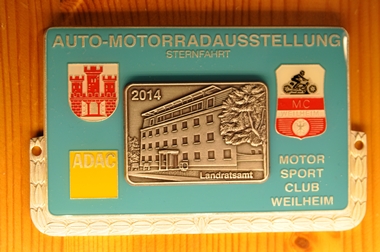 AUTO-MOTORRADAUSSTELLUNG
STERNFAHRT
2014
MC
ADAC
Landratsamt
MOTOR
SPORT
CLUB
WEILHEIM